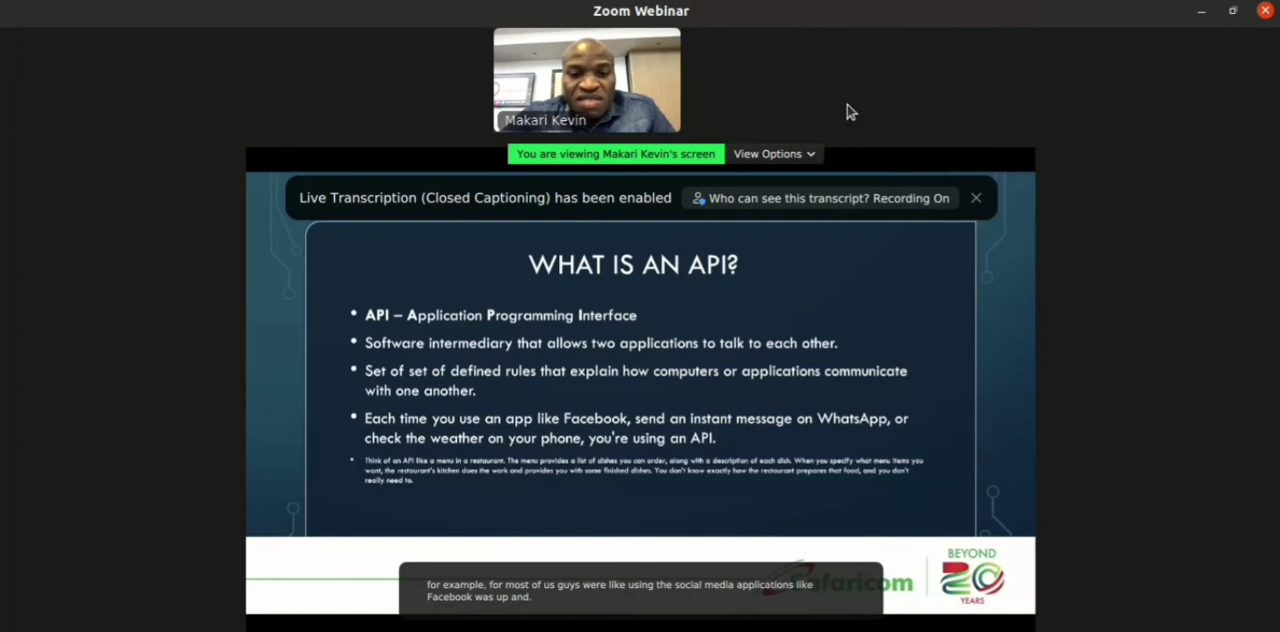 Zoom Webinar
Makari Kevin
You are viewing Makari Kevin's screen
View Options
Live Transcription (Closed Captioning) has been enabled
Who can see this transcript? Recording On
WHAT IS AN API?
• API – Application Programming Interface
• Software intermediary that allows two applications to talk to each other.
• Set of set of defined rules that explain how computers or applications communicate
with one another.
• Each time you use an app like Facebook, send an instant message on WhatsApp, or
check the weather on your phone, you're using an API.
• Think of an API like a menu in a restaurant. The menu provides a list of dishes you can order, along with a description of each dish. When you specify what menu items you
want, the restaurant's kitchen does the work and provides you with some finished dishes. You don't know exactly how the restaurant prepares that food, and you don't
really need to.
Safaricom
BEYOND
20
YEARS
for example, for most of us guys were like using the social media applications like
Facebook was up and.